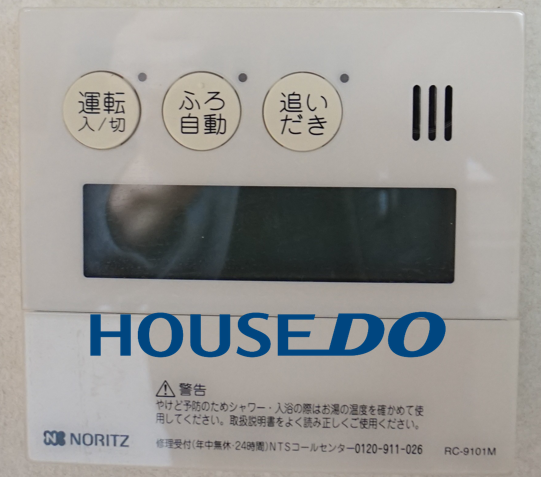 運転
入/切
ふろ
自動
追い
だき
HOUSEDO
警告
やけど予防のためシャワー・入浴の際はお湯の温度を確かめて使
用してください。取扱説明書をよく読み正しくご使用ください。
NORITZ
修理受付(年中無休・24時間)NTSコールセンター0120-911-026
RC-9101M